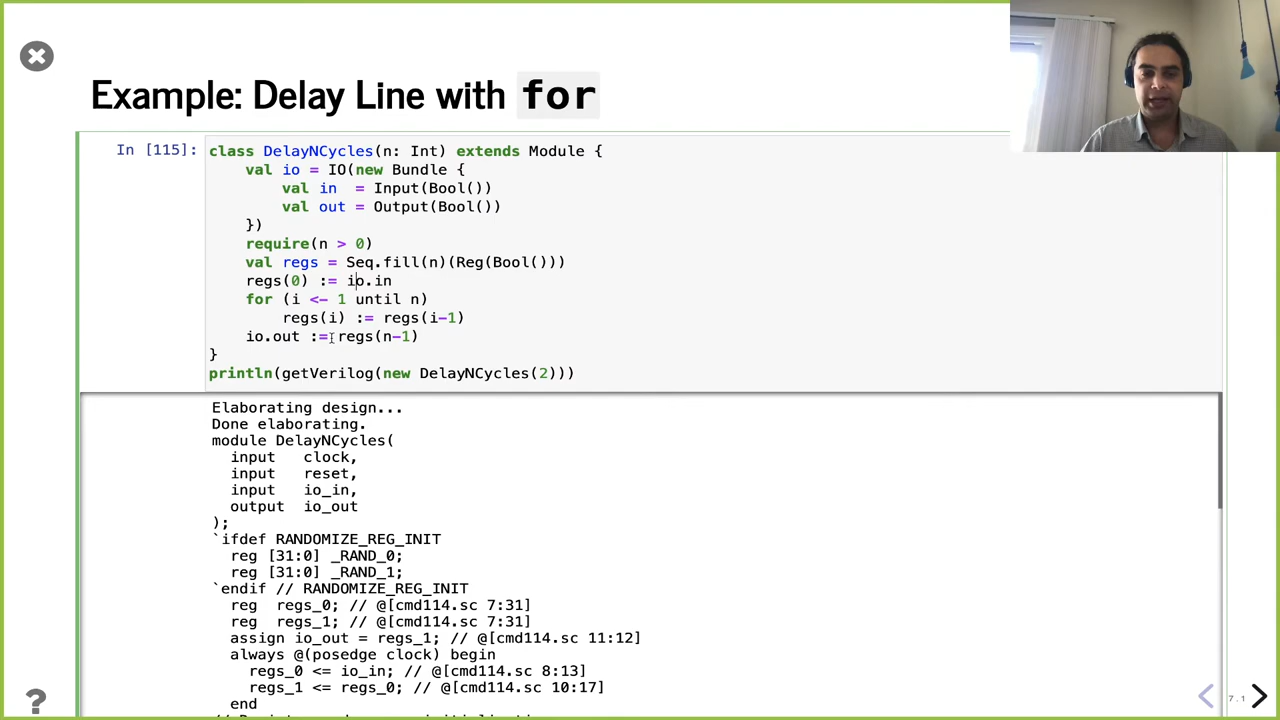 Example: Delay Line with for
In [115]: class DelayNCycles(n: Int) extends Module {
    val io = IO(new Bundle {
        val in  = Input(Bool())
        val out = Output(Bool())
    })
    require(n > 0)
    val regs = Seq.fill(n)(Reg(Bool()))
    regs(0) := io.in
    for (i <- 1 until n)
        regs(i) := regs(i-1)
    io.out := regs(n-1)
}
println(getVerilog(new DelayNCycles(2)))
Elaborating design...
Done elaborating.
module DelayNCycles(
  input   clock,
  input   reset,
  input   io_in,
  output  io_out
);
`ifdef RANDOMIZE_REG_INIT
  reg [31:0] _RAND_0;
  reg [31:0] _RAND_1;
`endif // RANDOMIZE_REG_INIT
  reg  regs_0; // @[cmd114.sc 7:31]
  reg  regs_1; // @[cmd114.sc 7:31]
  assign io_out = regs_1; // @[cmd114.sc 11:12]
  always @(posedge clock) begin
    regs_0 <= io_in; // @[cmd114.sc 8:13]
    regs_1 <= regs_0; // @[cmd114.sc 10:17]
  end
?
7.1